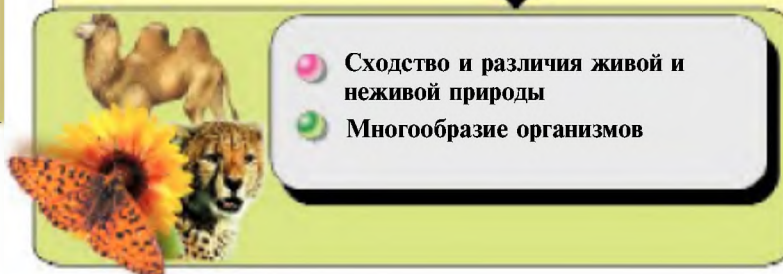 Сходство и различия живой и
неживой природы
Многообразие организмов